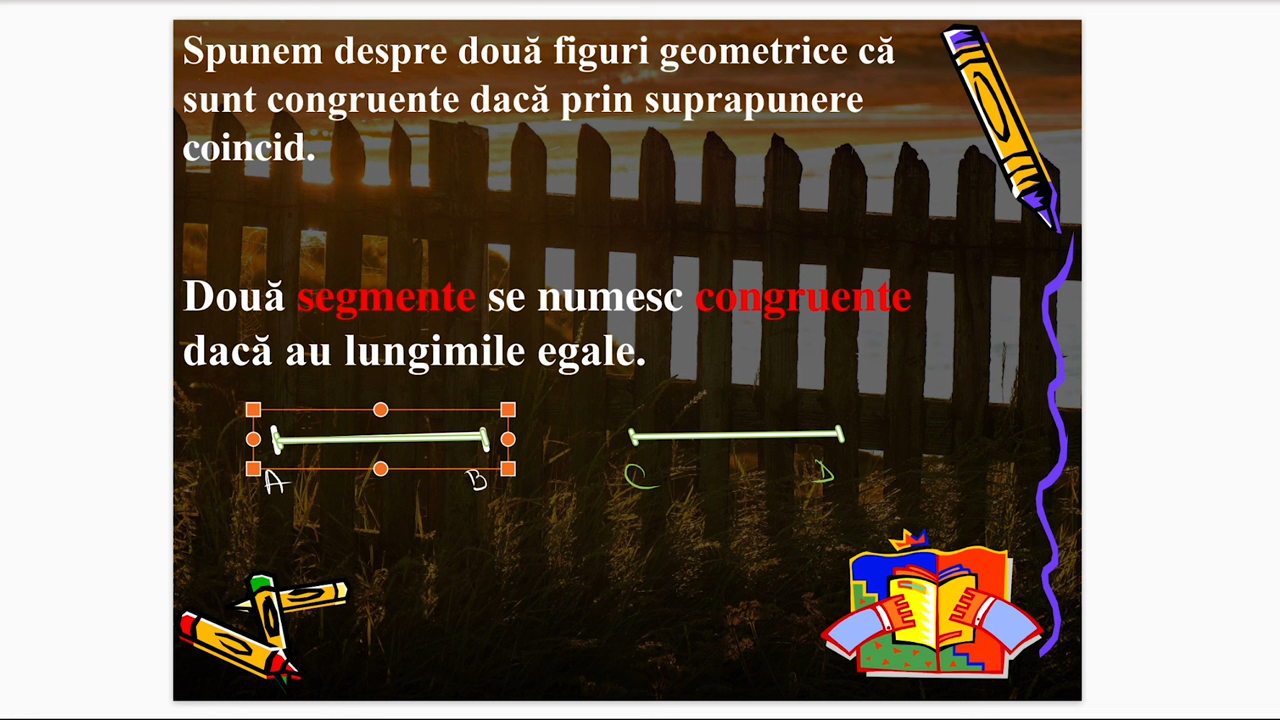 Spunem despre două figuri geometrice că
sunt congruente dacă prin suprapunere
coincid.
Două segmente se numesc congruente
dacă au lungimile egale.
A B C D